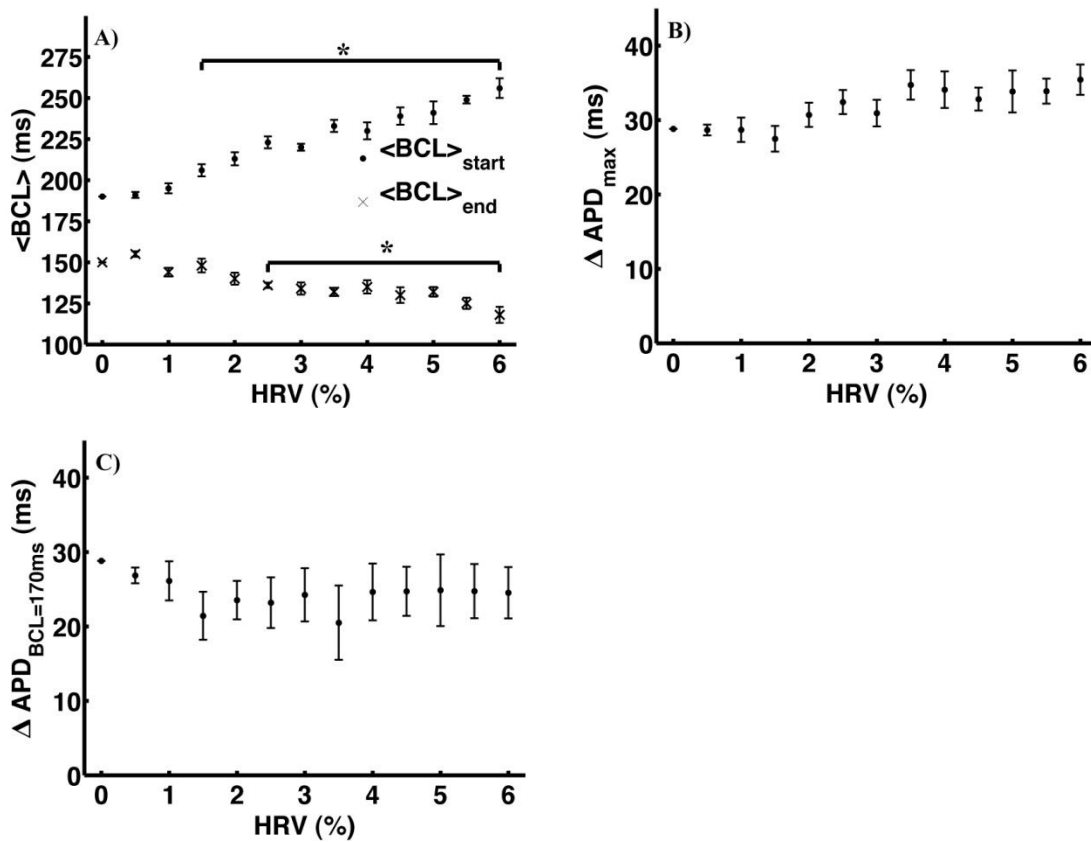 A)
275
250
225
200
175
150
125
100
<BCL> (ms)
*
• <BCL>start
× <BCL>end
*
0 1 2 3 4 5 6
HRV (%)
B)
40
30
20
10
0
Δ APDmax (ms)
0 1 2 3 4 5 6
HRV (%)
C)
40
30
20
10
0
Δ APDBCL=170ms (ms)
0 1 2 3 4 5 6
HRV (%)